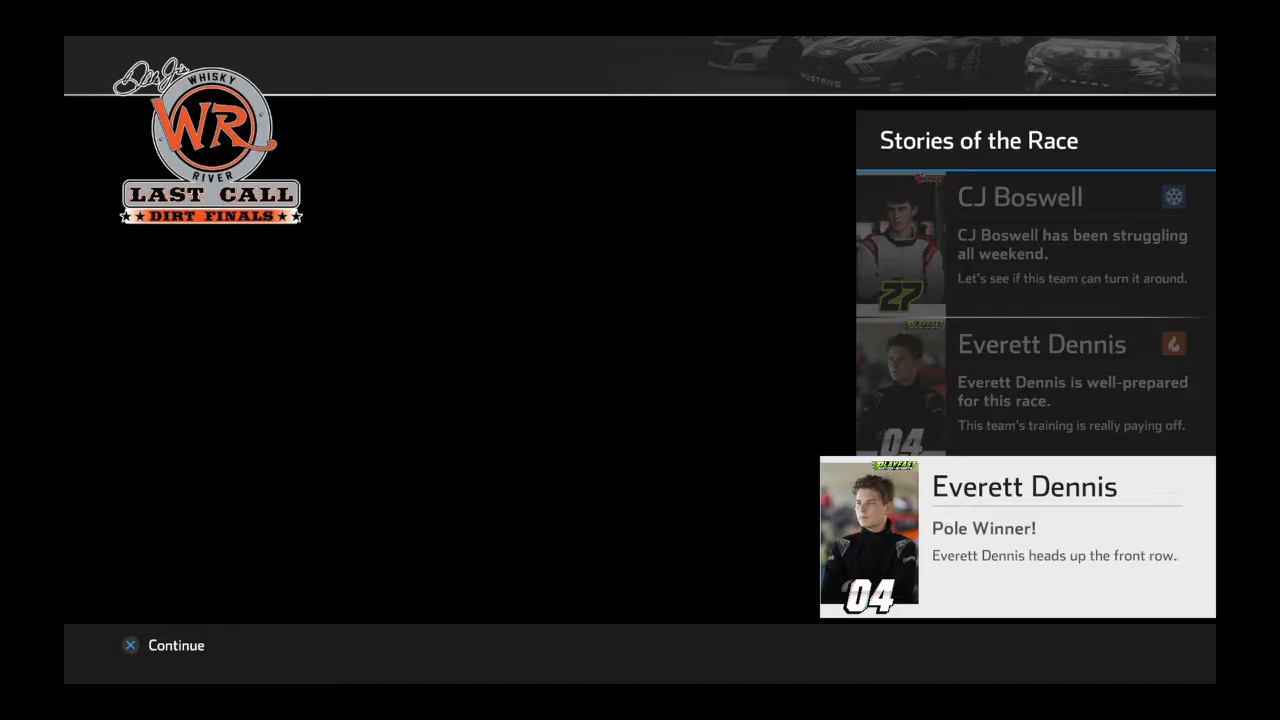 WHISKY
WR
RIVER
LAST CALL
DIRT FINALS
MUSTANG
Stories of the Race
CJ Boswell
CJ Boswell has been struggling
all weekend.
Let's see if this team can turn it around.
27
Everett Dennis
Everett Dennis is well-prepared
for this race.
This team's training is really paying off.
PLAYFAST
04
Everett Dennis
Pole Winner!
Everett Dennis heads up the front row.
PLAYFAST
04
Continue